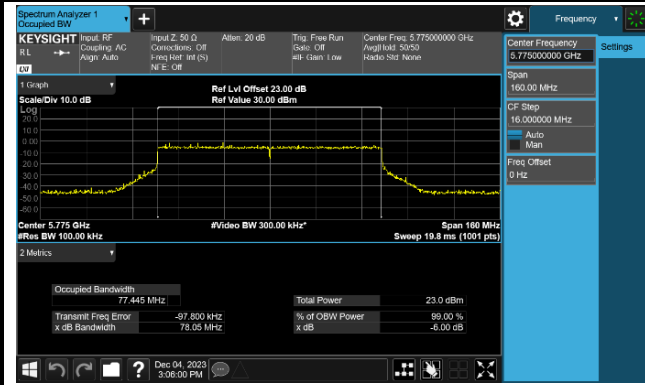 Spectrum Analyzer 1
Occupied BW
+
Frequency
KEYSIGHT
RL
LXI
Input: RF
Coupling: AC
Align: Auto
Input Z: 50 Ω
Corrections: Off
Freq Ref: Int (S)
NFE: Off
Atten: 20 dB
Trig: Free Run
Gate: Off
#IF Gain: Low
Center Freq: 5.775000000 GHz
Avg|Hold: 50/50
Radio Std: None
Center Frequency
5.775000000 GHz
Settings
Span
160.00 MHz
CF Step
16.000000 MHz
Auto
Man
Freq Offset
0 Hz
1 Graph
Scale/Div 10.0 dB
Ref Lvl Offset 23.00 dB
Ref Value 30.00 dBm
Log
20.0
10.0
0.00
-10.0
-20.0
-30.0
-40.0
-50.0
-60.0
Center 5.775 GHz
#Video BW 300.00 kHz*
Span 160 MHz
#Res BW 100.00 kHz
Sweep 19.8 ms (1001 pts)
2 Metrics
Occupied Bandwidth
77.445 MHz
Total Power
23.0 dBm
Transmit Freq Error
-97.800 kHz
% of OBW Power
99.00 %
x dB Bandwidth
78.05 MHz
x dB
-6.00 dB
?
Dec 04, 2023
3:06:00 PM